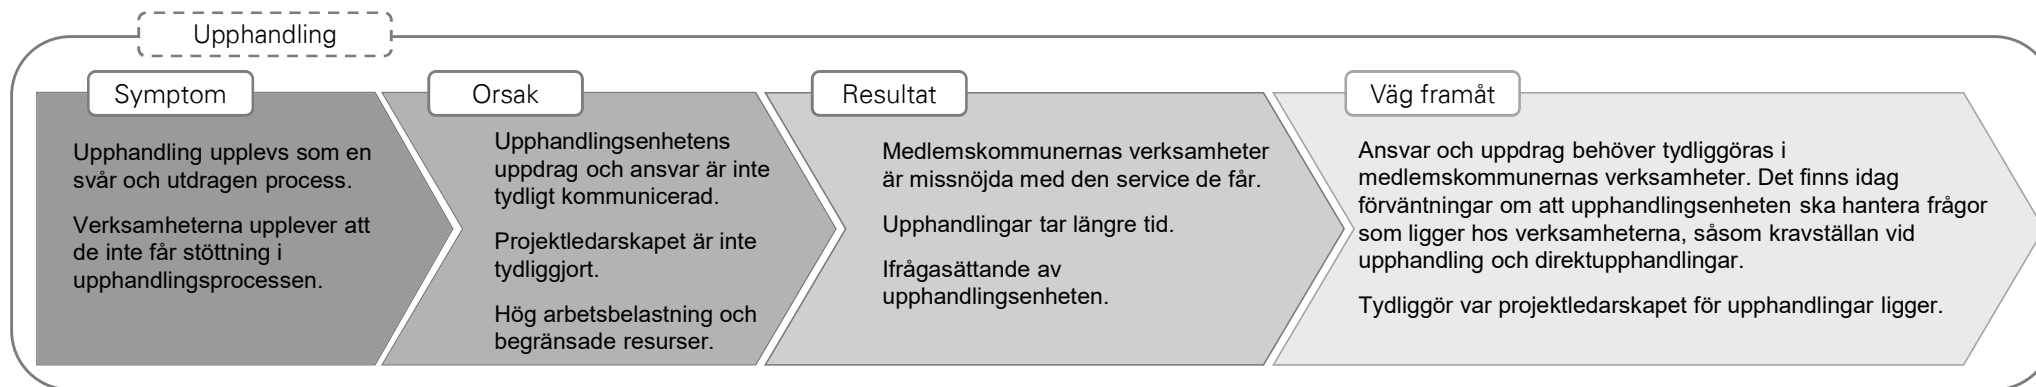 Upphandling
Symptom
Upphandling upplevs som en
svår och utdragen process.
Verksamheterna upplever att
de inte får stöttning i
upphandlingsprocessen.
Orsak
Upphandlingsenhetens
uppdrag och ansvar är inte
tydligt kommunicerad.
Projektledarskapet är inte
tydliggjort.
Hög arbetsbelastning och
begränsade resurser.
Resultat
Medlemskommunernas verksamheter
är missnöjda med den service de får.
Upphandlingar tar längre tid.
Ifrågasättande av
upphandlingsenheten.
Väg framåt
Ansvar och uppdrag behöver tydliggöras i
medlemskommunernas verksamheter. Det finns idag
förväntningar om att upphandlingsenheten ska hantera frågor
som ligger hos verksamheterna, såsom kravställan vid
upphandling och direktupphandlingar.
Tydliggör var projektledarskapet för upphandlingar ligger.